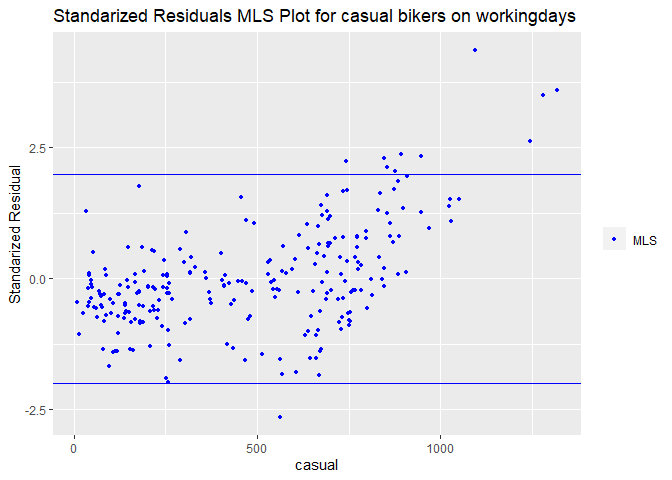 Standarized Residuals MLS Plot for casual bikers on workingdays
Standarized Residual
2.5
0.0
-2.5
0
500
1000
casual
MLS